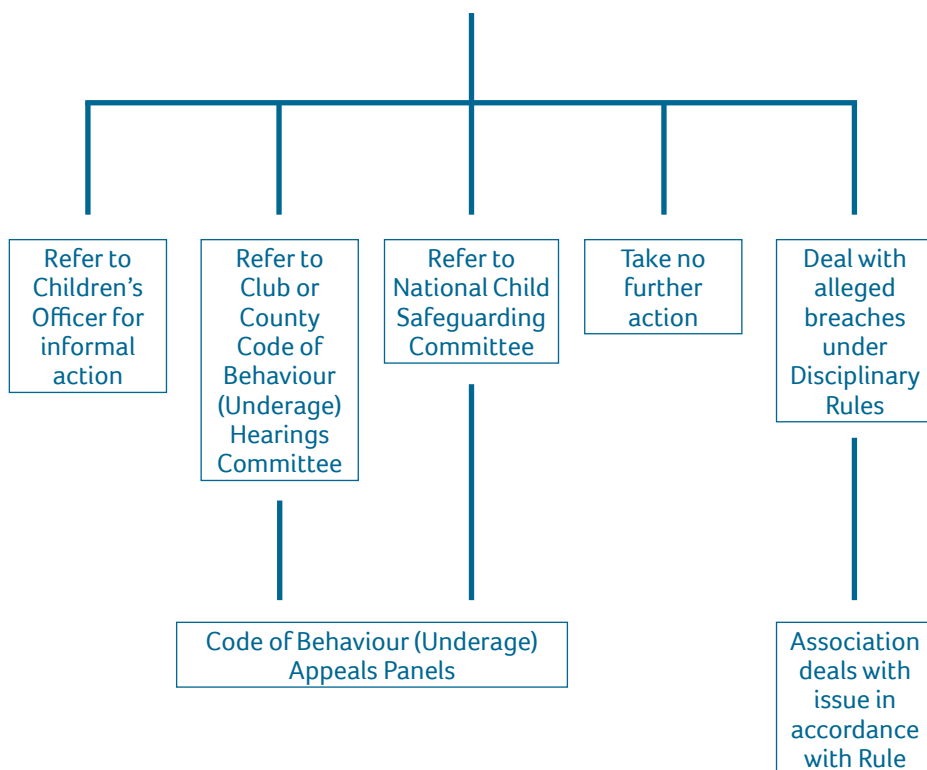 Refer to
Children’s
Officer for
informal
action
Refer to
Club or
County
Code of
Behaviour
(Underage)
Hearings
Committee
Refer to
National Child
Safeguarding
Committee
Take no
further
action
Deal with
alleged
breaches
under
Disciplinary
Rules
Code of Behaviour (Underage)
Appeals Panels
Association
deals with
issue in
accordance
with Rule